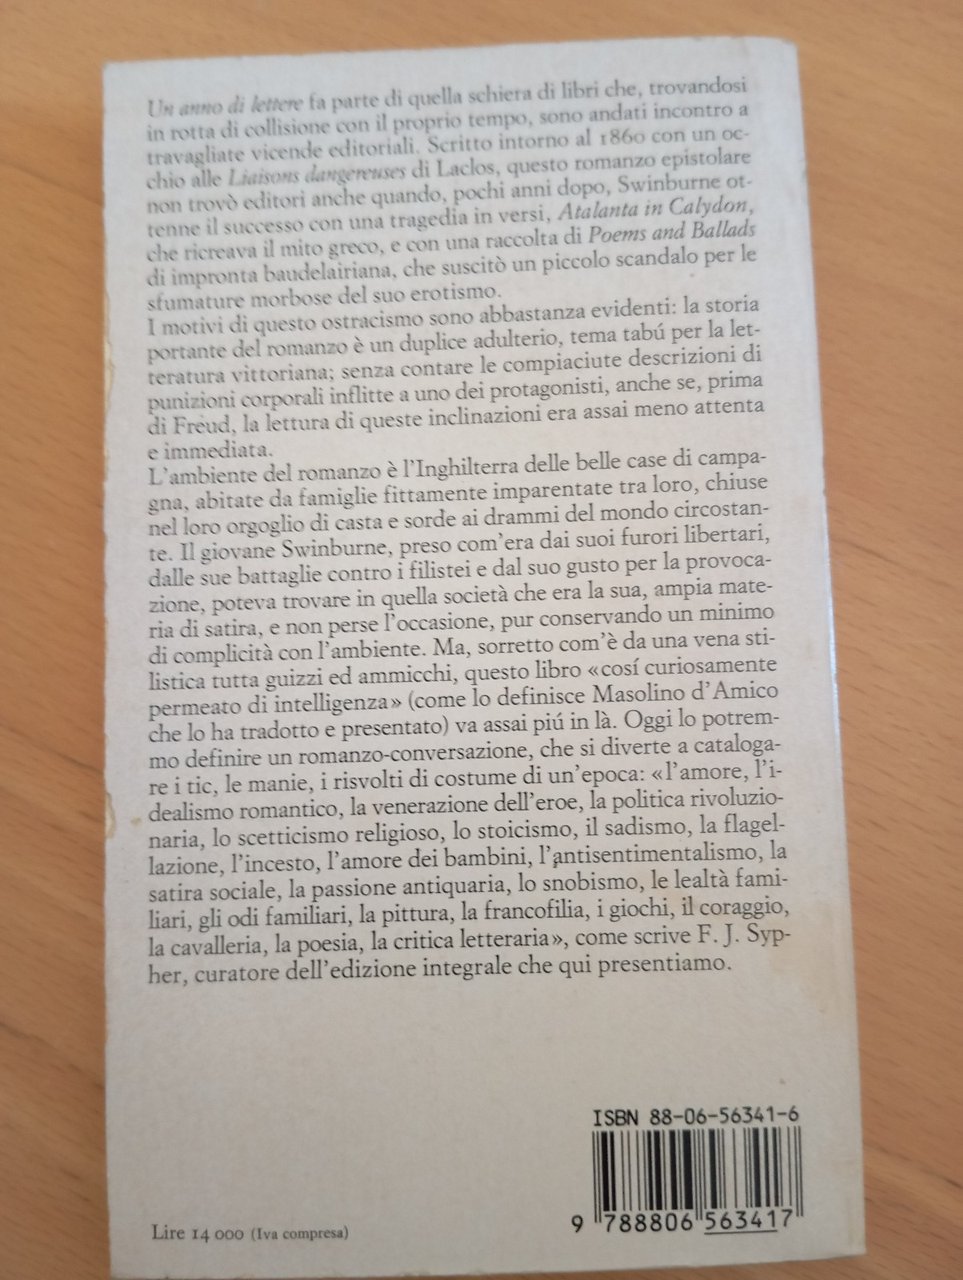 Un anno di lettere fa parte di quella schiera di libri che, trovandosi
in rotta di collisione con il proprio tempo, sono andati incontro a
travagliate vicende editoriali. Scritto intorno al 1860 con un oc-
chio alle Liaisons dangereuses di Laclos, questo romanzo epistolare
non trovò editori anche quando, pochi anni dopo, Swinburne ot-
tenne il successo con una tragedia in versi, Atalanta in Calydon,
che ricreava il mito greco, e con una raccolta di Poems and Ballads
di impronta baudelairiana, che suscitò un piccolo scandalo per le
sfumature morbose del suo erotismo.
I motivi di questo ostracismo sono abbastanza evidenti: la storia
portante del romanzo è un duplice adulterio, tema tabú per la let-
teratura vittoriana; senza contare le compiaciute descrizioni di
punizioni corporali inflitte a uno dei protagonisti, anche se, prima
di Freud, la lettura di queste inclinazioni era assai meno attenta
e immediata.
L'ambiente del romanzo è l'Inghilterra delle belle case di campa-
gna, abitate da famiglie fittamente imparentate tra loro, chiuse
nel loro orgoglio di casta e sorde ai drammi del mondo circostan-
te. Il giovane Swinburne, preso com'era dai suoi furori libertari,
dalle sue battaglie contro i filistei e dal suo gusto per la provoca-
zione, poteva trovare in quella società che era la sua, ampia mate-
ria di satira, e non perse l'occasione, pur conservando un minimo
di complicità con l'ambiente. Ma, sorretto com'è da una vena sti-
listica tutta guizzi ed ammicchi, questo libro «cosí curiosamente
permeato di intelligenza» (come lo definisce Masolino d'Amico
che lo ha tradotto e presentato) va assai piú in là. Oggi lo potrem-
mo definire un romanzo-conversazione, che si diverte a cataloga-
re i tic, le manie, i risvolti di costume di un'epoca: «l'amore, l'i-
dealismo romantico, la venerazione dell'eroe, la politica rivoluzio-
naria, lo scetticismo religioso, lo stoicismo, il sadismo, la flagel-
lazione, l'incesto, l'amore dei bambini, l'antisentimentalismo, la
satira sociale, la passione antiquaria, lo snobismo, le lealtà fami-
liari, gli odi familiari, la pittura, la francofilia, i giochi, il coraggio,
la cavalleria, la poesia, la critica letteraria», come scrive F. J. Syp-
her, curatore dell'edizione integrale che qui presentiamo.
ISBN 88-06-56341-6
9 788806 563417
Lire 14 000 (Iva compresa)